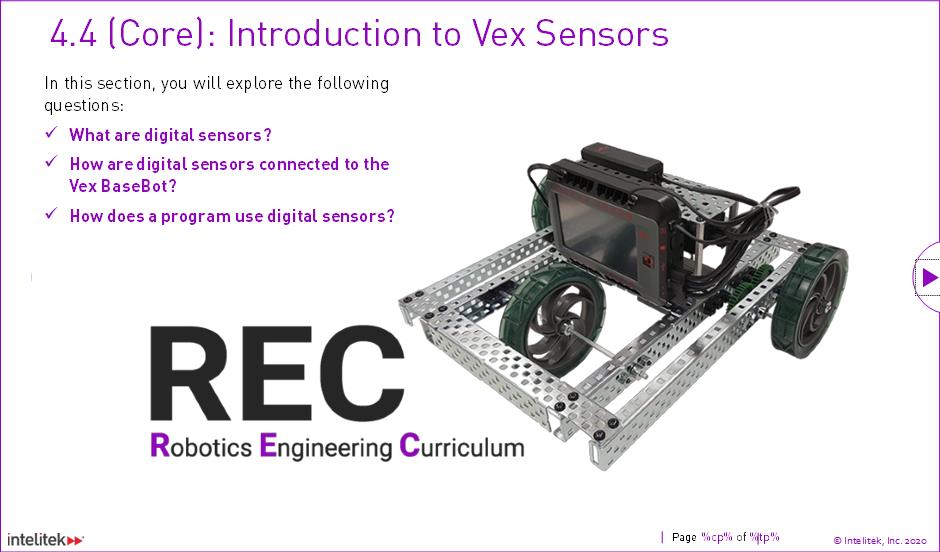 4.4 (Core): Introduction to Vex Sensors
In this section, you will explore the following
questions:
What are digital sensors?
How are digital sensors connected to the
Vex BaseBot?
How does a program use digital sensors?
REC
Robotics Engineering Curriculum
intelitek
Page %cp% of %tp%
© Intelitek, Inc. 2020